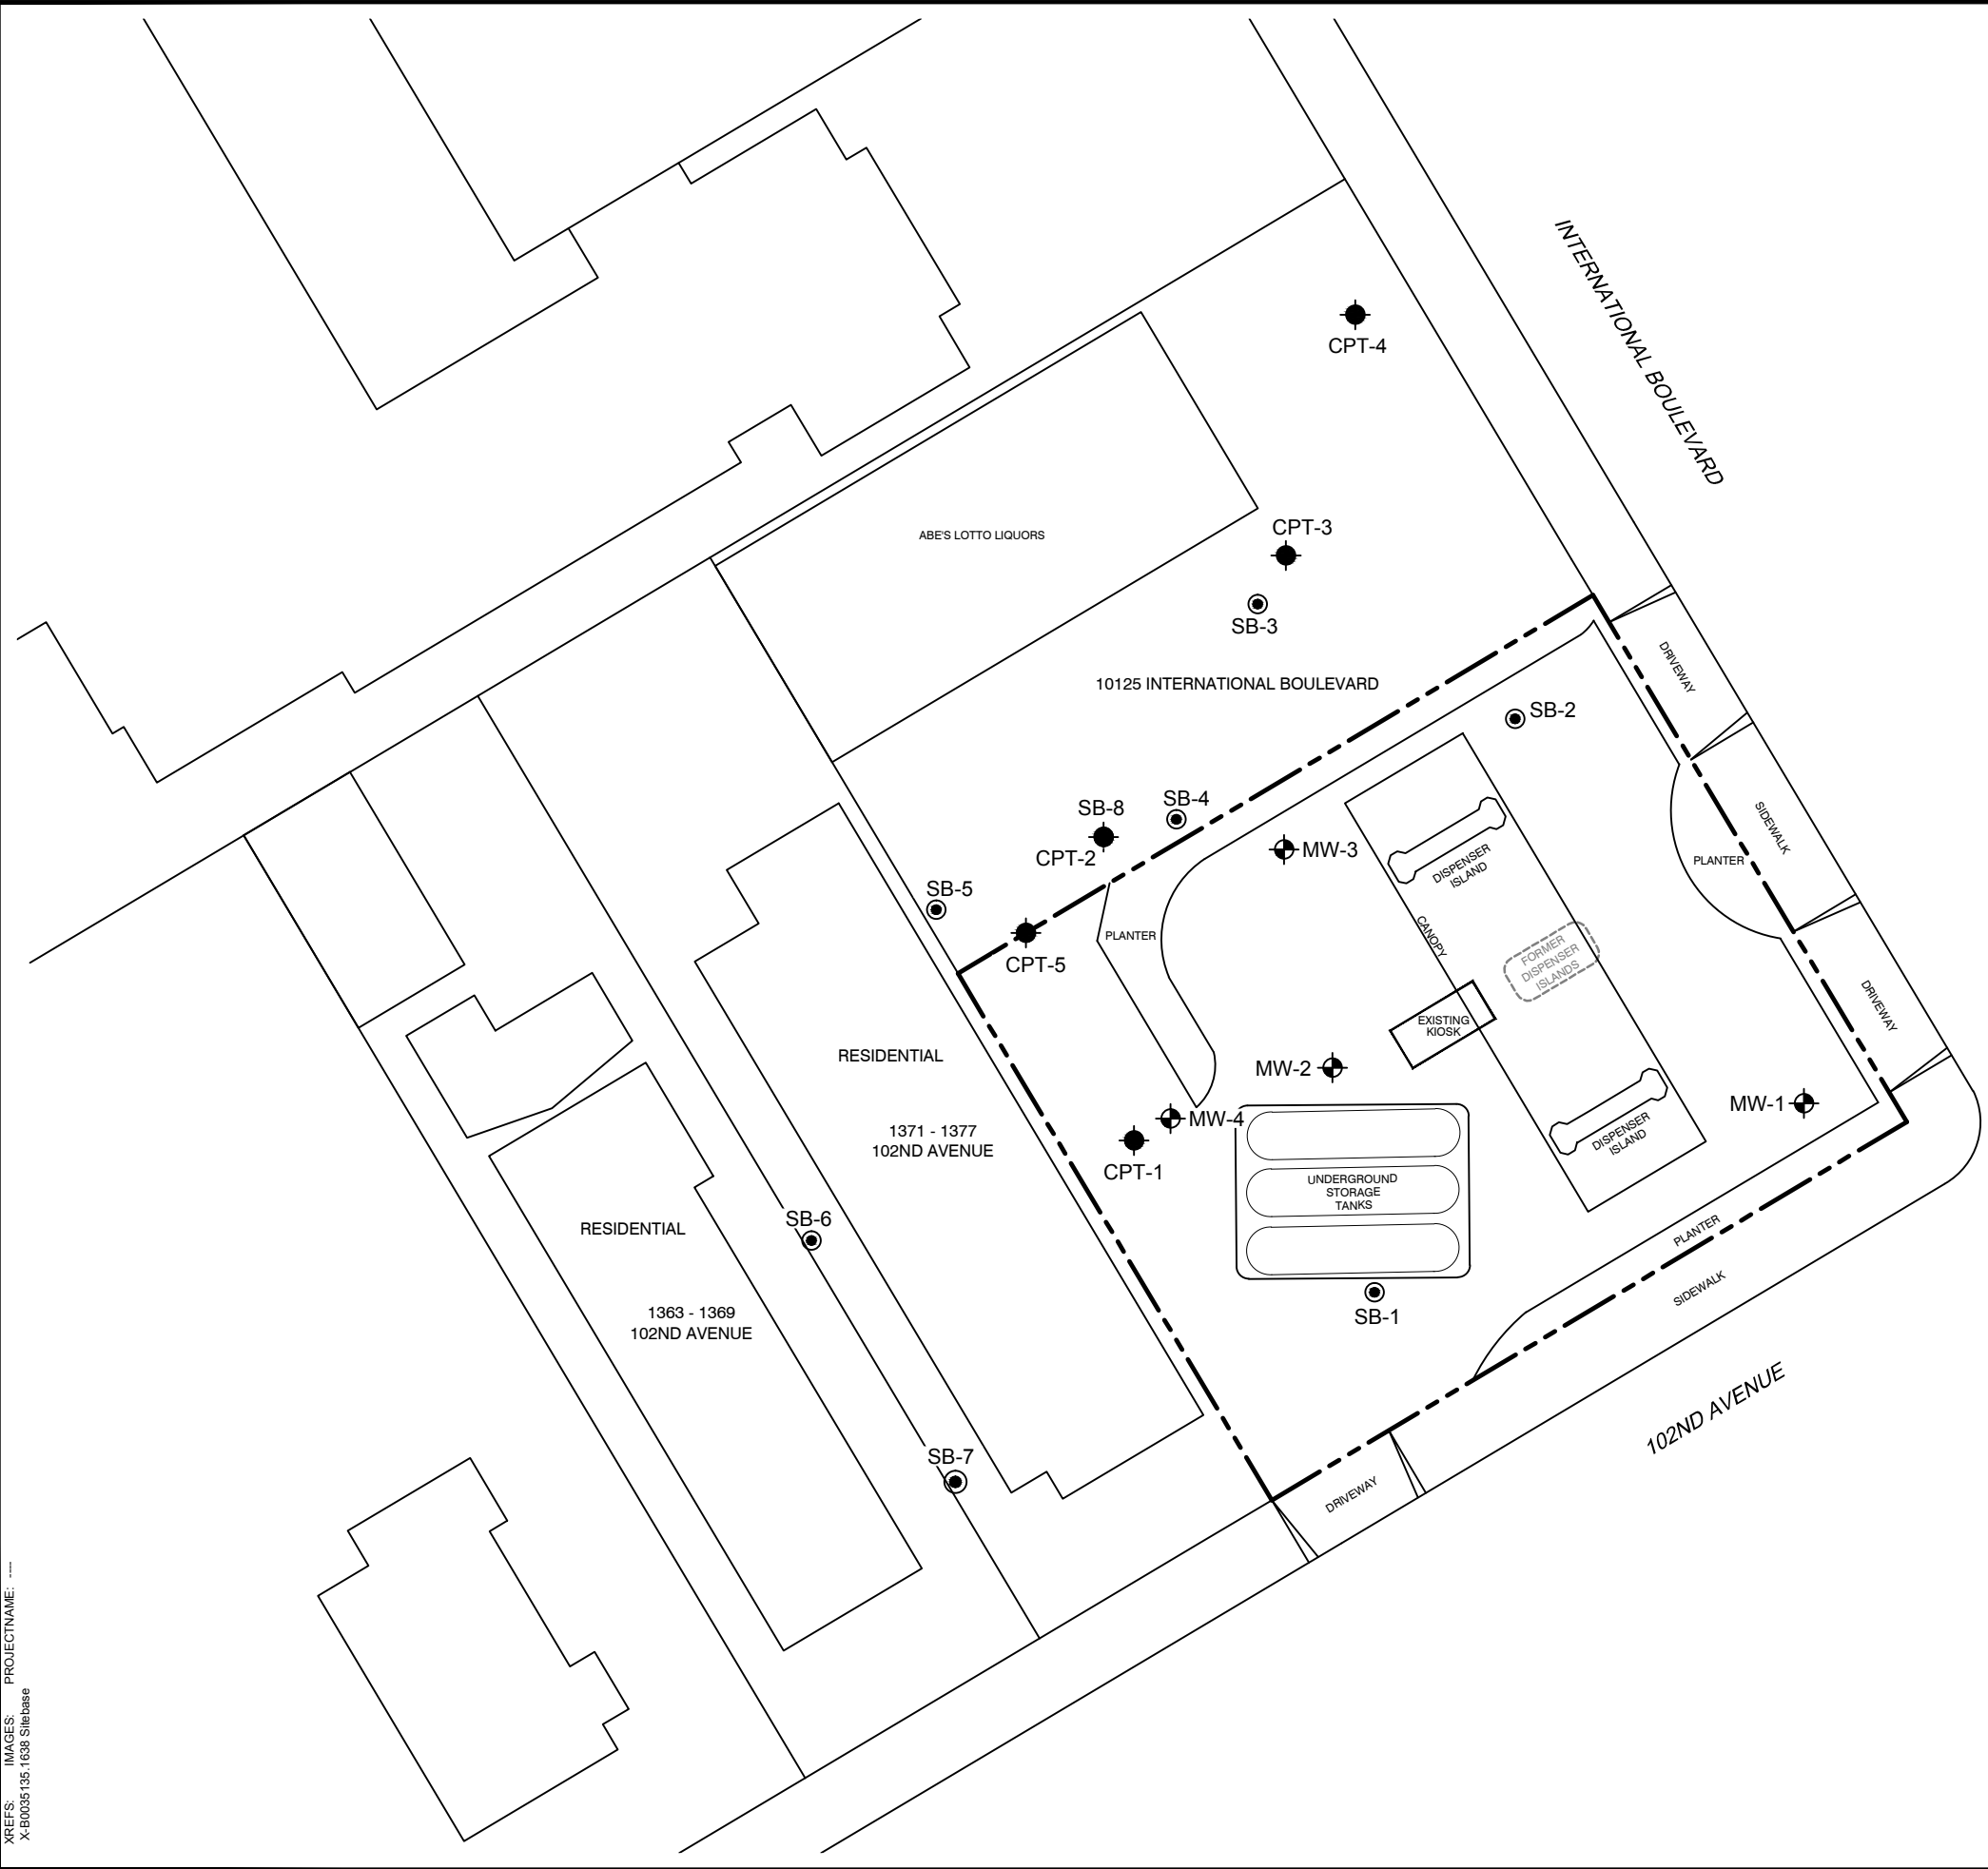 INTERNATIONAL BOULEVARD
CPT-4
ABE'S LOTTO LIQUORS
CPT-3
SB-3
10125 INTERNATIONAL BOULEVARD
DRIVEWAY
SB-2
SB-8
SB-4
CPT-2
MW-3
SIDEWALK
PLANTER
DISPENSER
ISLAND
SB-5
CPT-5
PLANTER
CANOPY
FORMER
DISPENSER
ISLANDS
DRIVEWAY
EXISTING
KIOSK
RESIDENTIAL
MW-2
MW-1
MW-4
1371 - 1377
102ND AVENUE
CPT-1
DISPENSER
ISLAND
UNDERGROUND
STORAGE
TANKS
SB-6
RESIDENTIAL
PLANTER
SIDEWALK
1363 - 1369
102ND AVENUE
SB-1
102ND AVENUE
SB-7
DRIVEWAY
XREFS: IMAGES: PROJECTNAME: ----
X-B0035135.1638 Sitebase